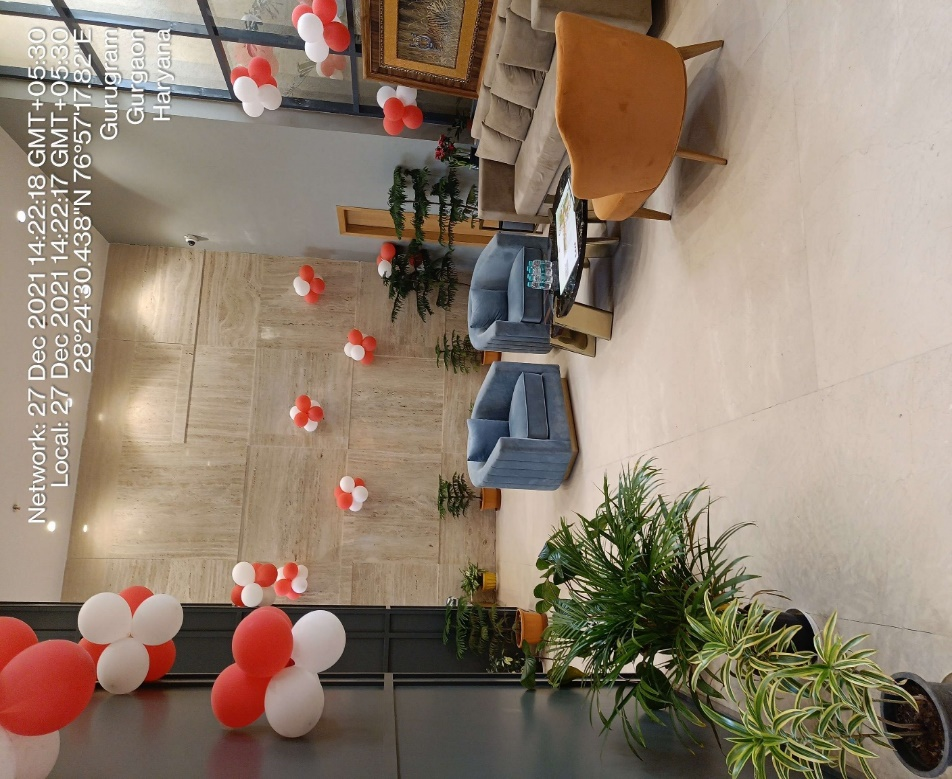 Network: 27 Dec 2021 14:22:18 GMT+05:30
Local: 27 Dec 2021 14:22:17 GMT+05:30
28°24'30.438"N 76°57'17.82"E
Gurugram
Gurgaon
Haryana